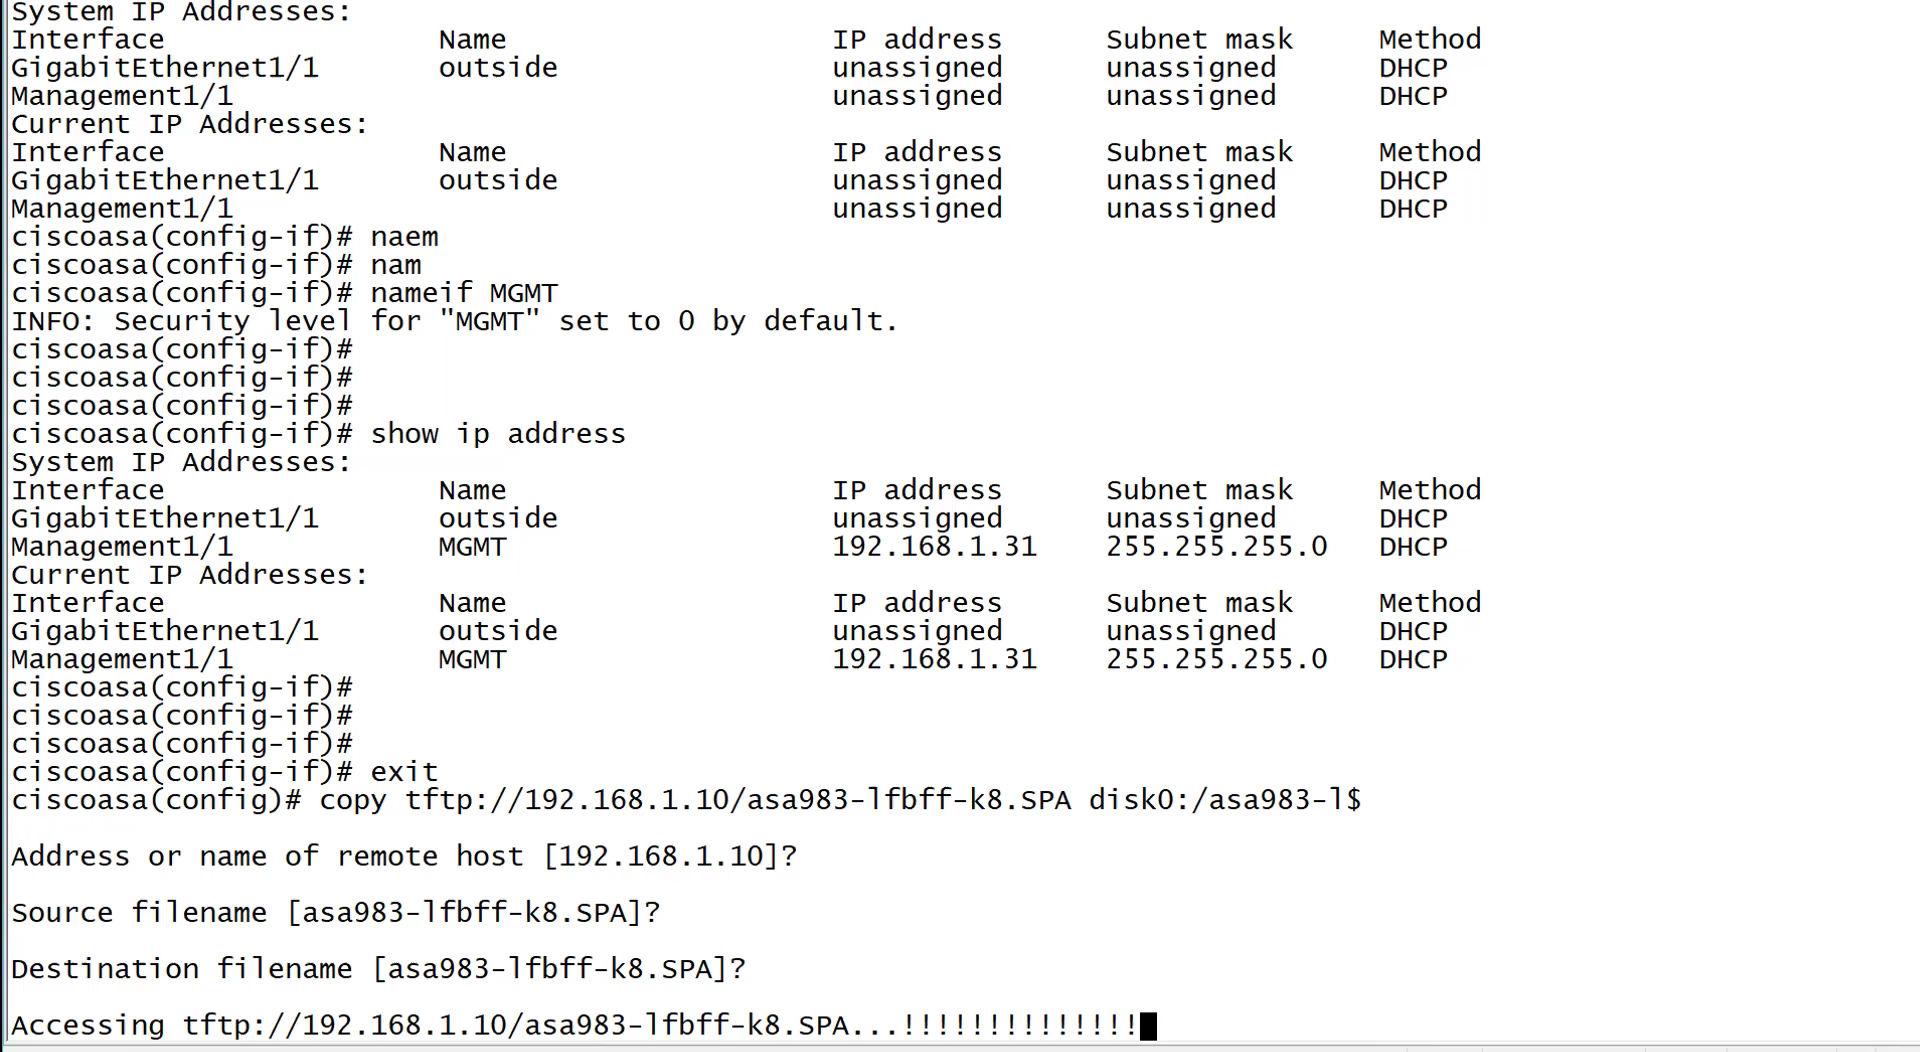 System IP Addresses:
Interface                Name                   IP address      Subnet mask     Method
GigabitEthernet1/1       outside                unassigned      unassigned      DHCP
Management1/1                                   unassigned      unassigned      DHCP
Current IP Addresses:
Interface                Name                   IP address      Subnet mask     Method
GigabitEthernet1/1       outside                unassigned      unassigned      DHCP
Management1/1                                   unassigned      unassigned      DHCP
ciscoasa(config-if)# naem
ciscoasa(config-if)# nam
ciscoasa(config-if)# nameif MGMT
INFO: Security level for "MGMT" set to 0 by default.
ciscoasa(config-if)#
ciscoasa(config-if)#
ciscoasa(config-if)#
ciscoasa(config-if)# show ip address
System IP Addresses:
Interface                Name                   IP address      Subnet mask     Method
GigabitEthernet1/1       outside                unassigned      unassigned      DHCP
Management1/1            MGMT                   192.168.1.31    255.255.255.0   DHCP
Current IP Addresses:
Interface                Name                   IP address      Subnet mask     Method
GigabitEthernet1/1       outside                unassigned      unassigned      DHCP
Management1/1            MGMT                   192.168.1.31    255.255.255.0   DHCP
ciscoasa(config-if)#
ciscoasa(config-if)#
ciscoasa(config-if)#
ciscoasa(config-if)# exit
ciscoasa(config)# copy tftp://192.168.1.10/asa983-lfbff-k8.SPA disk0:/asa983-l$
Address or name of remote host [192.168.1.10]?
Source filename [asa983-lfbff-k8.SPA]?
Destination filename [asa983-lfbff-k8.SPA]?
Accessing tftp://192.168.1.10/asa983-lfbff-k8.SPA...!!!!!!!!!!!!!!